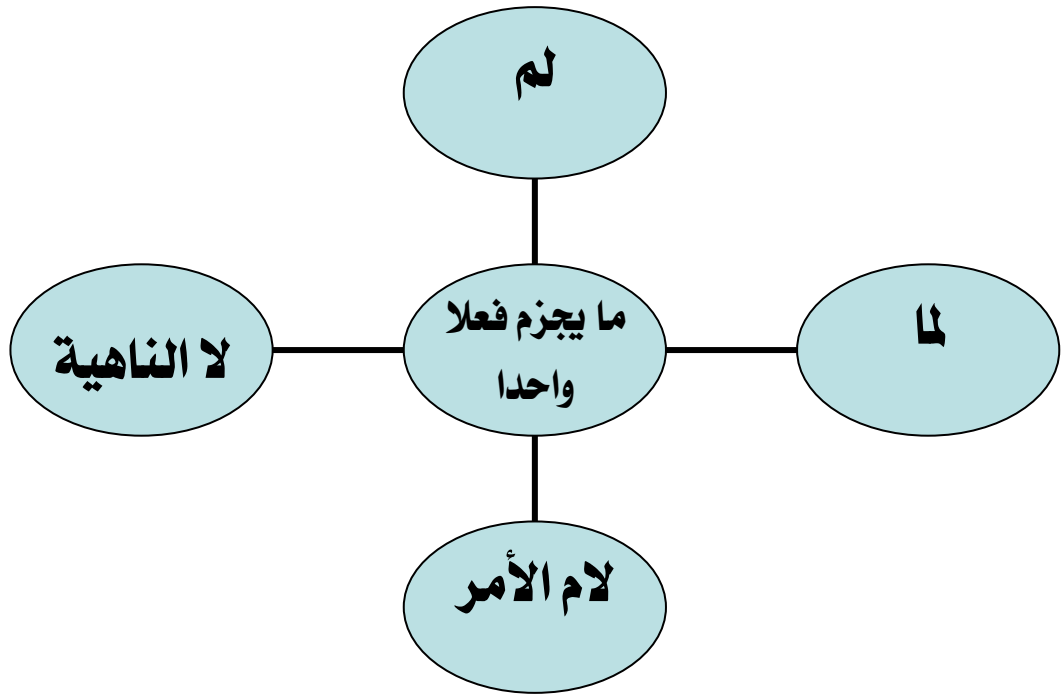 لم
ما يجزم فعلا
واحدا
لما
لا الناهية
لام الأمر